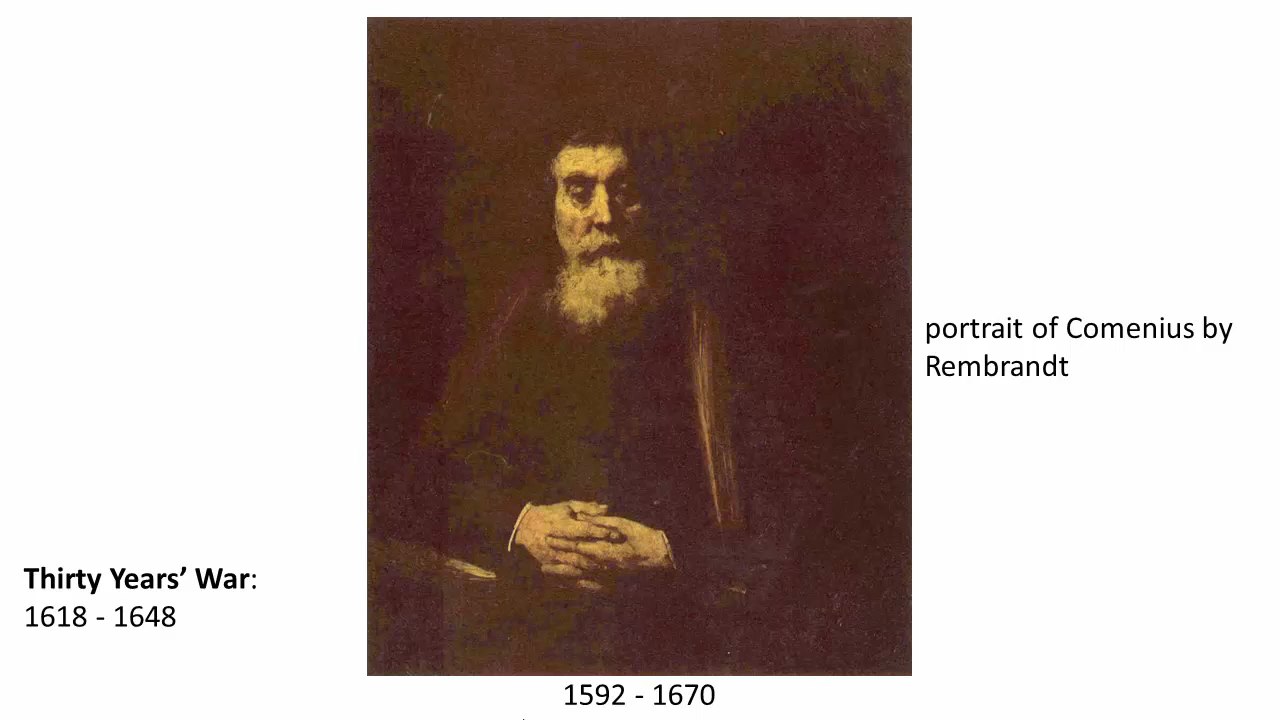 portrait of Comenius by
Rembrandt
Thirty Years’ War:
1618 - 1648
1592 - 1670